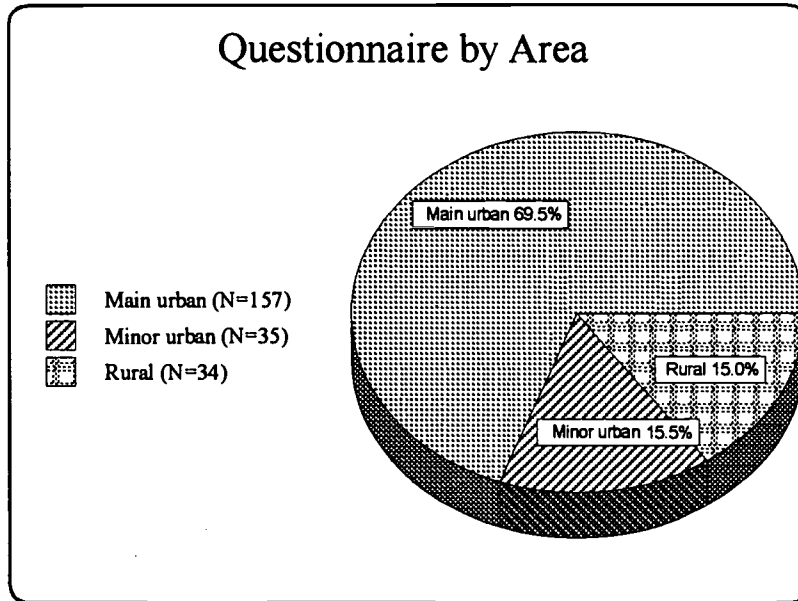 Questionnaire by Area
Main urban 69.5%
Main urban (N=157)
Minor urban (N=35)
Rural (N=34)
Rural 15.0%
Minor urban 15.5%